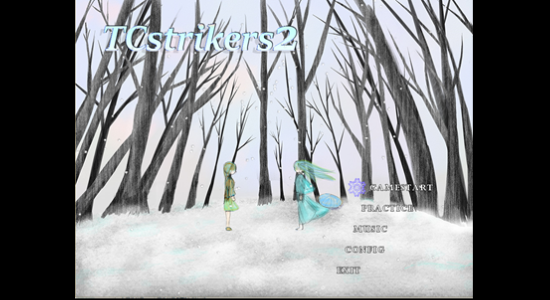 TCstrikers2
GAMESTART
PRACTICE
MUSIC
CONFIG
EXIT